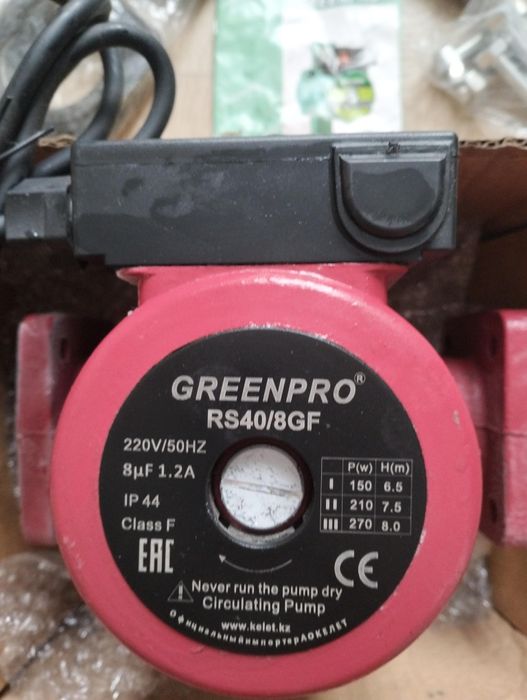 GREENPRO®
RS40/8GF
220V/50HZ
8µF 1.2A
IP 44
Class F
P(w) H(m)
I 150 6.5
II 210 7.5
III 270 8.0
EAC
CE
Never run the pump dry
Circulating Pump
www.kelet.kz
ОфициальныйимпортерАОКЕЛЕТ